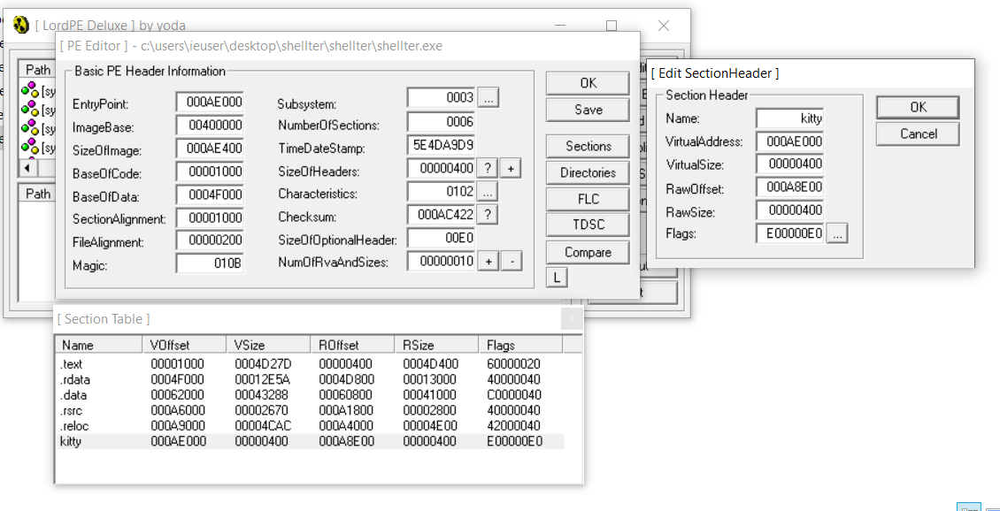 [ LordPE Deluxe ] by yoda
[ PE Editor ] - c:\users\ieuser\desktop\shellter\shellter\shellter.exe
Path
[sy
[sy
[sy
[sy
Path
Basic PE Header Information
EntryPoint: 000AE000
ImageBase: 00400000
SizeOfImage: 000AE400
BaseOfCode: 00001000
BaseOfData: 0004F000
SectionAlignment: 00001000
FileAlignment: 00000200
Magic: 010B
Subsystem: 0003 ...
NumberOfSections: 0006
TimeDateStamp: 5E4DA9D9
SizeOfHeaders: 00000400 ? +
Characteristics: 0102 ...
Checksum: 000AC422 ?
SizeOfOptionalHeader: 00E0
NumOfRvaAndSizes: 00000010 + -
OK
Save
Sections
Directories
FLC
TDSC
Compare
L
[ Edit SectionHeader ]
Section Header
Name: kitty
VirtualAddress: 000AE000
VirtualSize: 00000400
RawOffset: 000A8E00
RawSize: 00000400
Flags: E00000E0 ...
OK
Cancel
[ Section Table ]
Name VOffset VSize ROffset RSize Flags
.text 00001000 0004D27D 00000400 0004D400 60000020
.rdata 0004F000 00012E5A 0004D800 00013000 40000040
.data 00062000 00043288 00060800 00041000 C0000040
.rsrc 000A6000 00002670 000A1800 00002800 40000040
.reloc 000A9000 00004CAC 000A4000 00004E00 42000040
kitty 000AE000 00000400 000A8E00 00000400 E00000E0